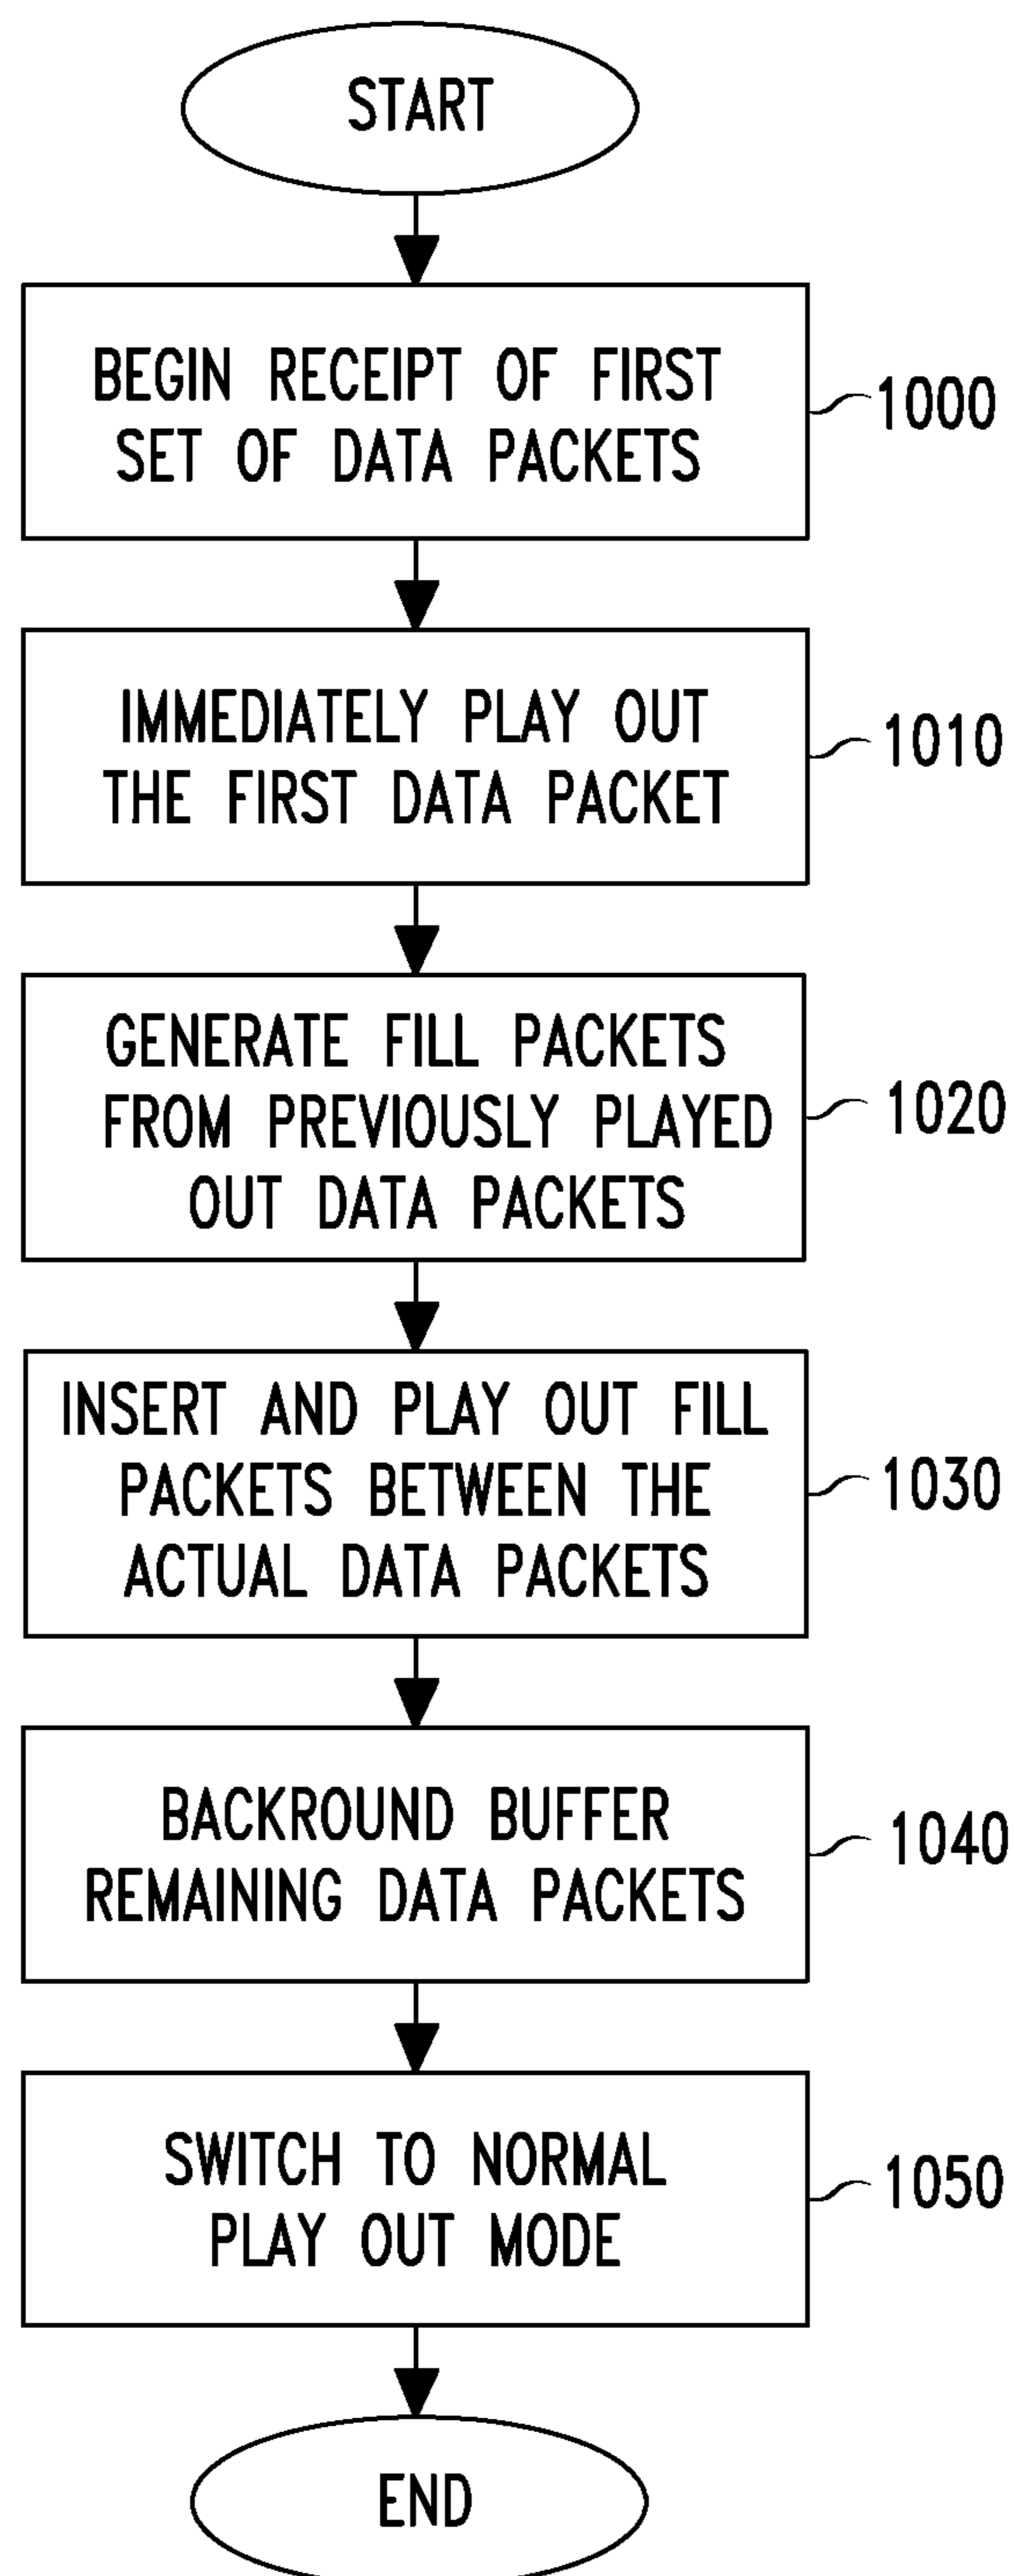 START
BEGIN RECEIPT OF FIRST
SET OF DATA PACKETS
1000
IMMEDIATELY PLAY OUT
THE FIRST DATA PACKET
1010
GENERATE FILL PACKETS
FROM PREVIOUSLY PLAYED
OUT DATA PACKETS
1020
INSERT AND PLAY OUT FILL
PACKETS BETWEEN THE
ACTUAL DATA PACKETS
1030
BACKROUND BUFFER
REMAINING DATA PACKETS
1040
SWITCH TO NORMAL
PLAY OUT MODE
1050
END